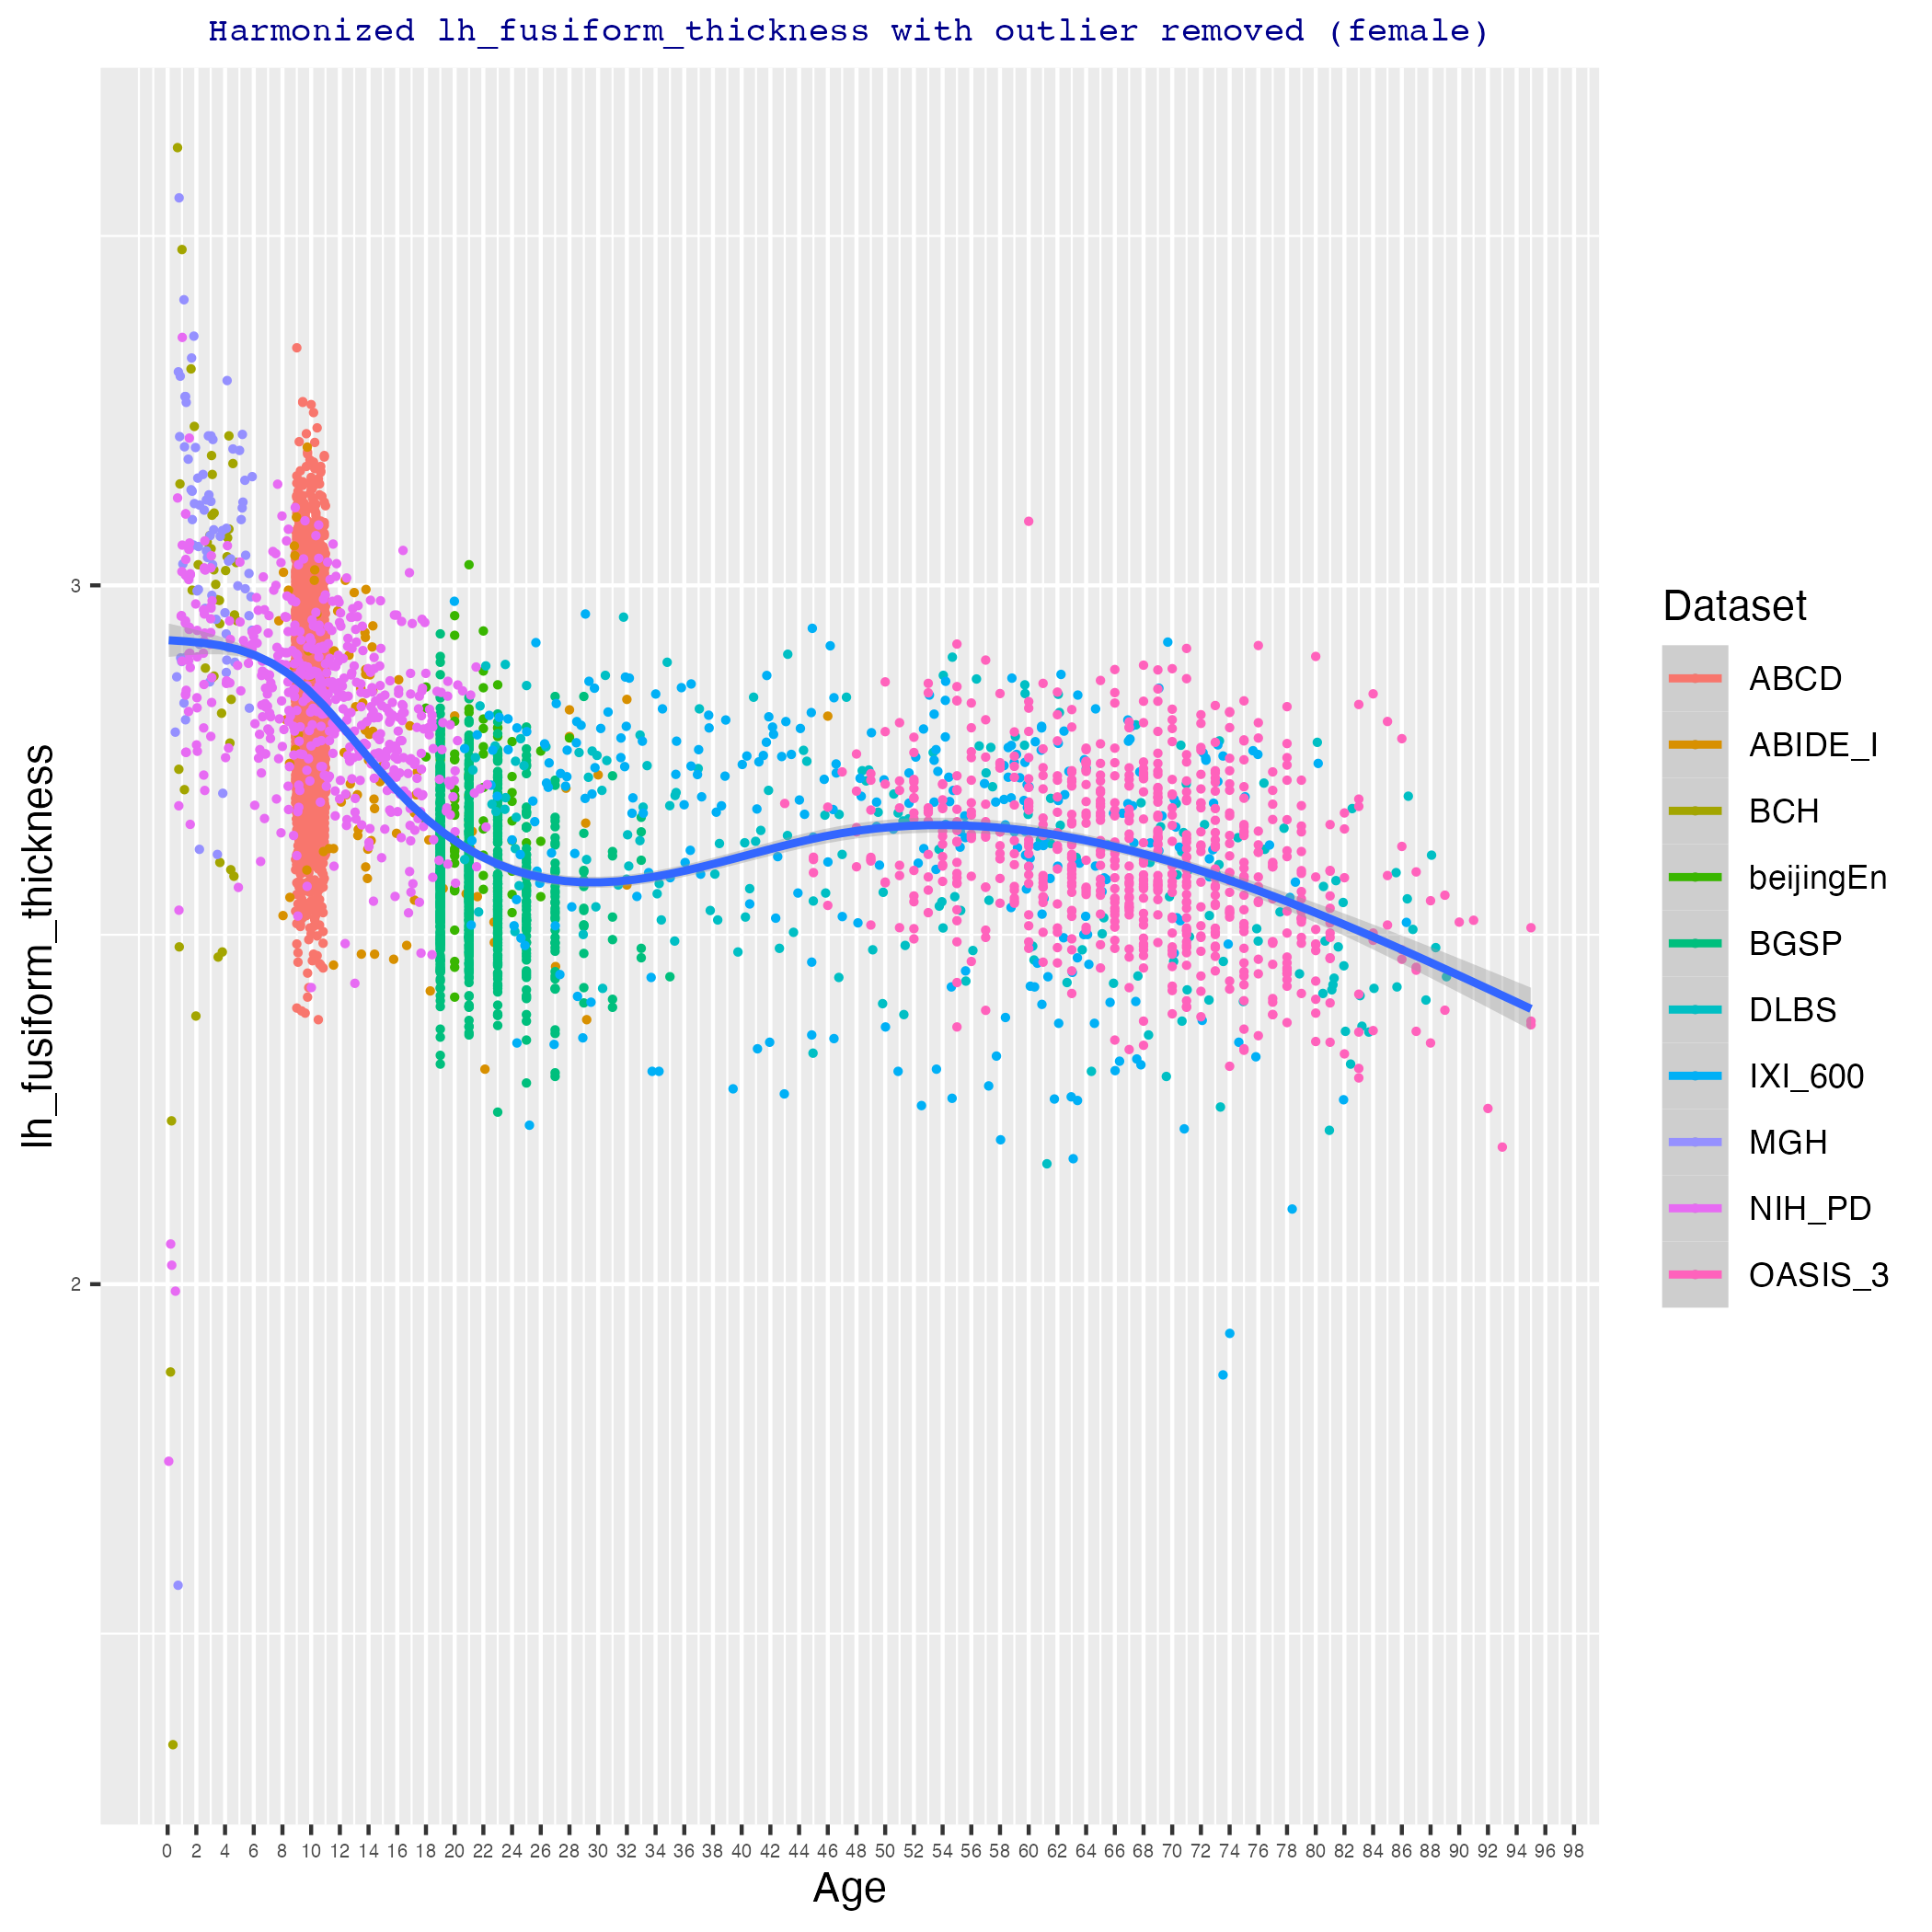 Harmonized lh_fusiform_thickness with outlier removed (female)
lh_fusiform_thickness
3
2
0 2 4 6 8 10 12 14 16 18 20 22 24 26 28 30 32 34 36 38 40 42 44 46 48 50 52 54 56 58 60 62 64 66 68 70 72 74 76 78 80 82 84 86 88 90 92 94 96 98
Age
Dataset
ABCD
ABIDE_I
BCH
beijingEn
BGSP
DLBS
IXI_600
MGH
NIH_PD
OASIS_3